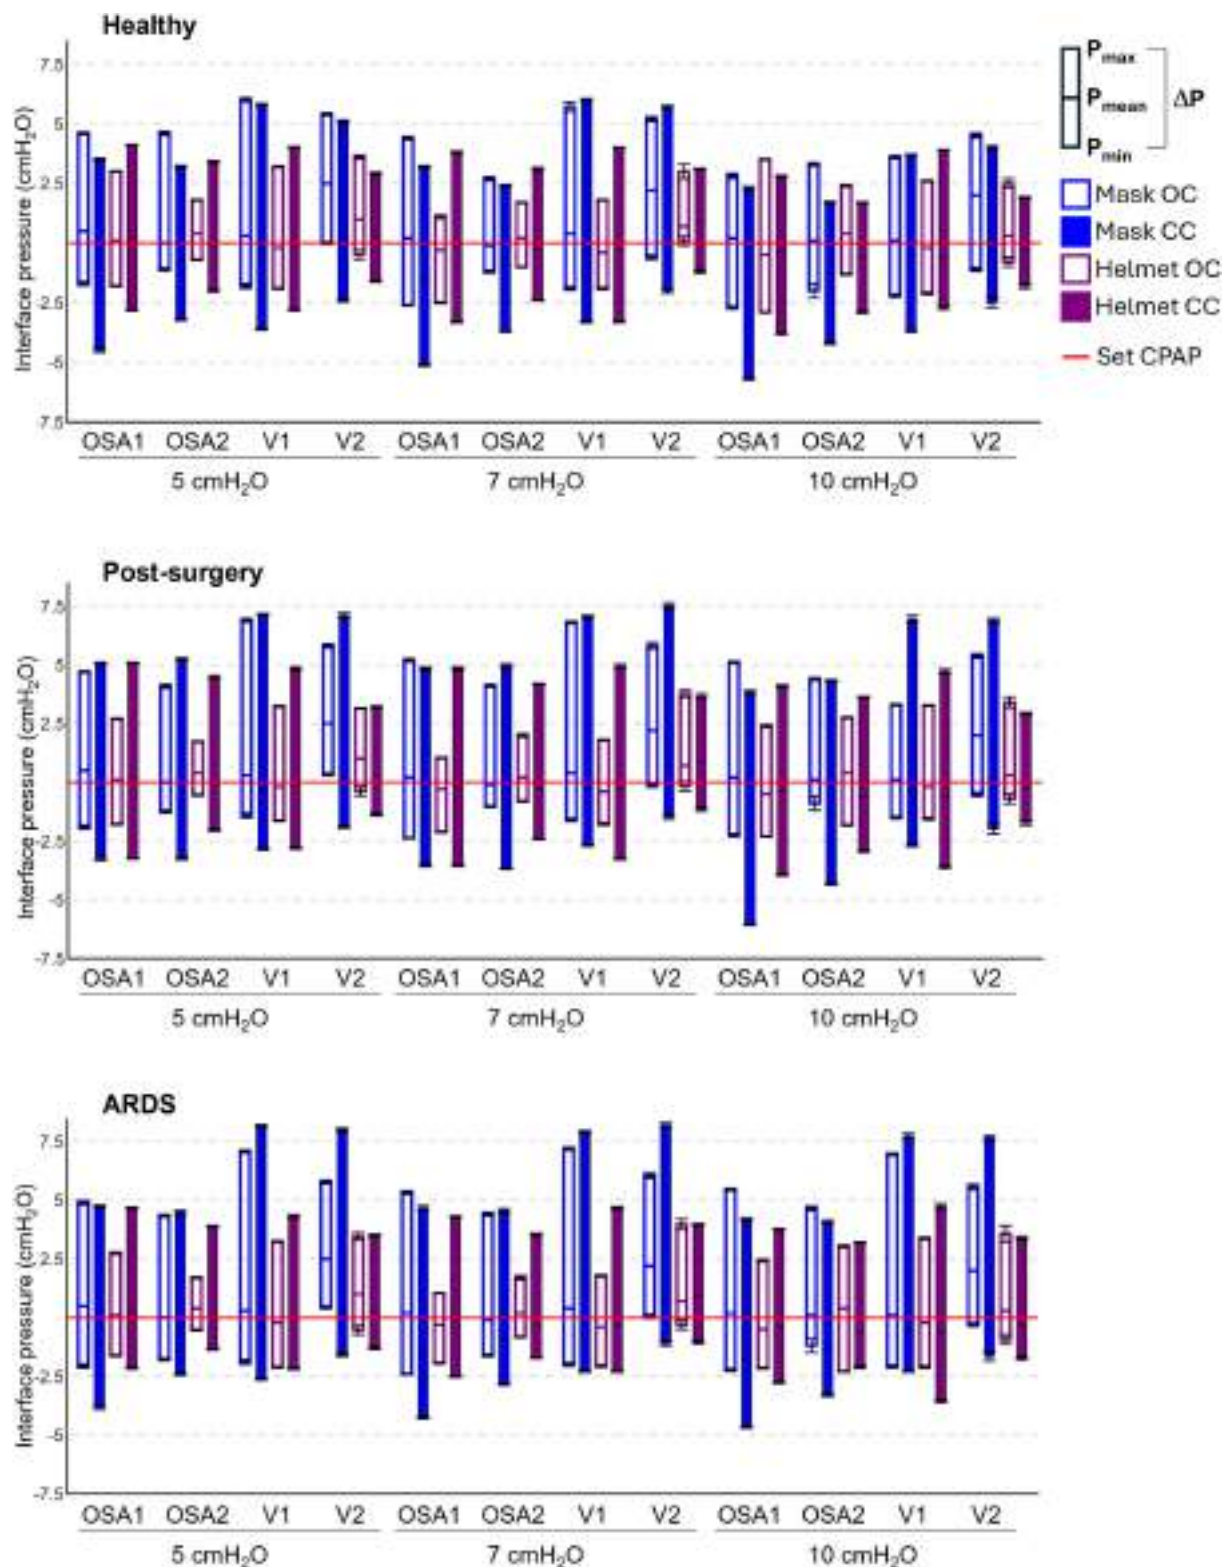 Healthy
7.5
5
2.5
-2.5
-5
7.5
Interface pressure (cmH₂O)
OSA1 OSA2 V1 V2 OSA1 OSA2 V1 V2 OSA1 OSA2 V1 V2
5 cmH₂O 7 cmH₂O 10 cmH₂O
Pmax
Pmean
Pmin
ΔP
Mask OC
Mask CC
Helmet OC
Helmet CC
Set CPAP
Post-surgery
7.5
5
2.5
-2.5
-5
-7.5
Interface pressure (cmH₂O)
OSA1 OSA2 V1 V2 OSA1 OSA2 V1 V2 OSA1 OSA2 V1 V2
5 cmH₂O 7 cmH₂O 10 cmH₂O
ARDS
7.5
5
2.5
-2.5
-5
-7.5
Interface pressure (cmH₂O)
OSA1 OSA2 V1 V2 OSA1 OSA2 V1 V2 OSA1 OSA2 V1 V2
5 cmH₂O 7 cmH₂O 10 cmH₂O